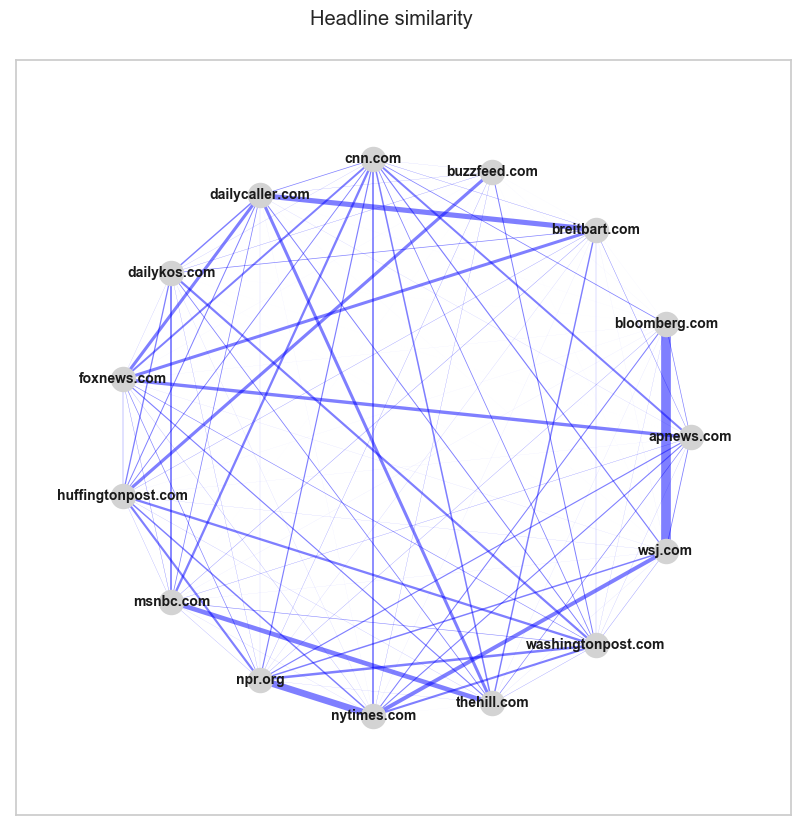 Headline similarity
cnn.com
buzzfeed.com
dailycaller.com
breitbart.com
dailykos.com
bloomberg.com
foxnews.com
apnews.com
huffingtonpost.com
wsj.com
msnbc.com
washingtonpost.com
npr.org
thehill.com
nytimes.com